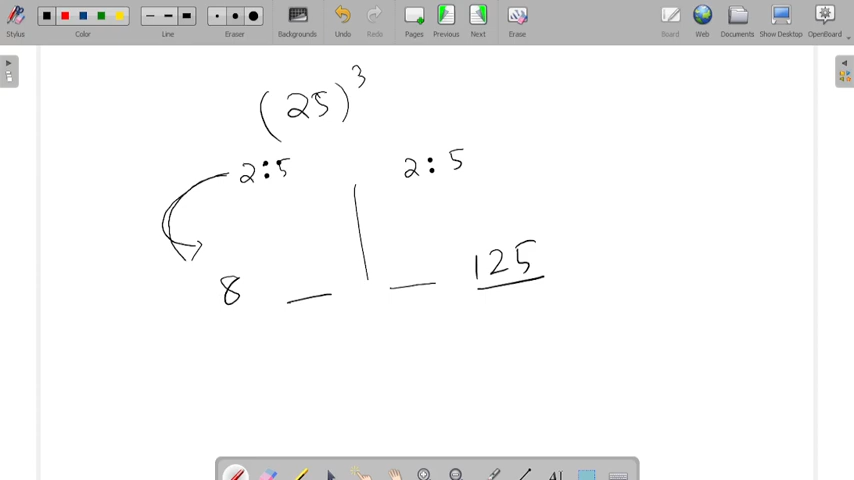 Stylus Color Line Eraser Backgrounds Undo Redo Pages Previous Next Erase Board Web Documents Show Desktop OpenBoard
(25)³
2:5 2:5
8 _ | _ 125